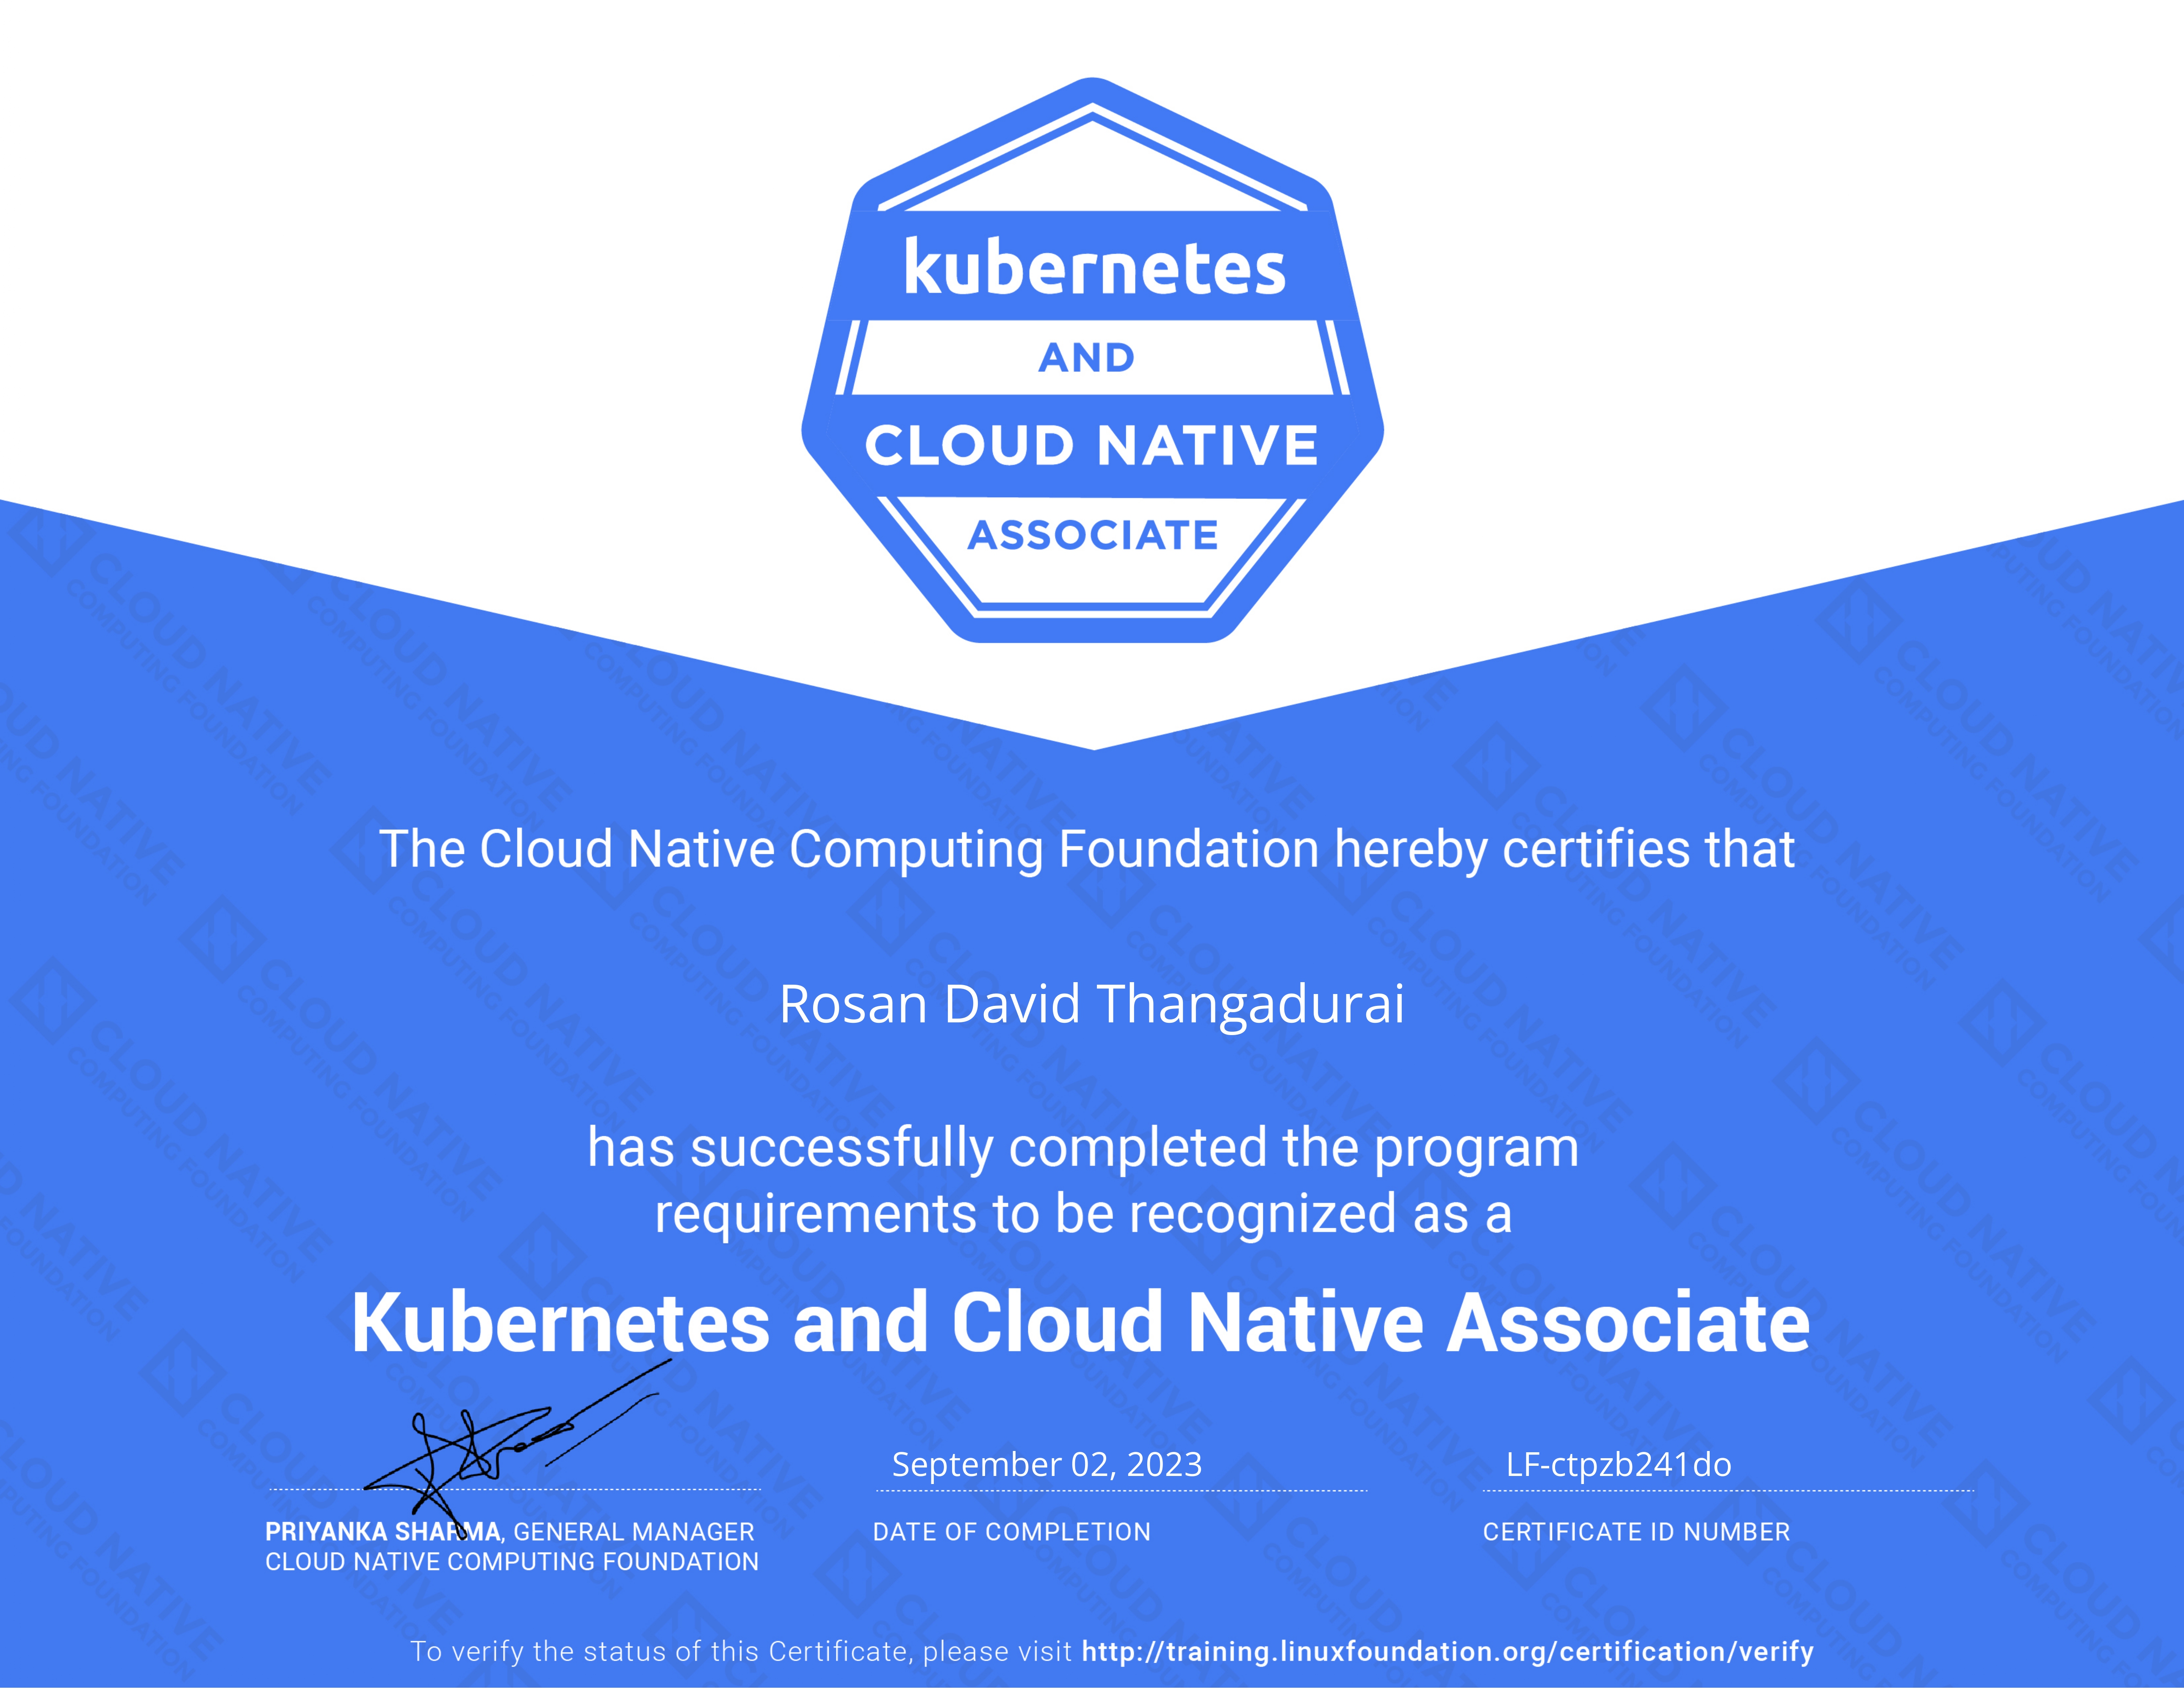 kubernetes
AND
CLOUD NATIVE
ASSOCIATE
The Cloud Native Computing Foundation hereby certifies that
Rosan David Thangadurai
has successfully completed the program
requirements to be recognized as a
Kubernetes and Cloud Native Associate
September 02, 2023
LF-ctpzb241do
PRIYANKA SHARMA, GENERAL MANAGER
CLOUD NATIVE COMPUTING FOUNDATION
DATE OF COMPLETION
CERTIFICATE ID NUMBER
To verify the status of this Certificate, please visit http://training.linuxfoundation.org/certification/verify